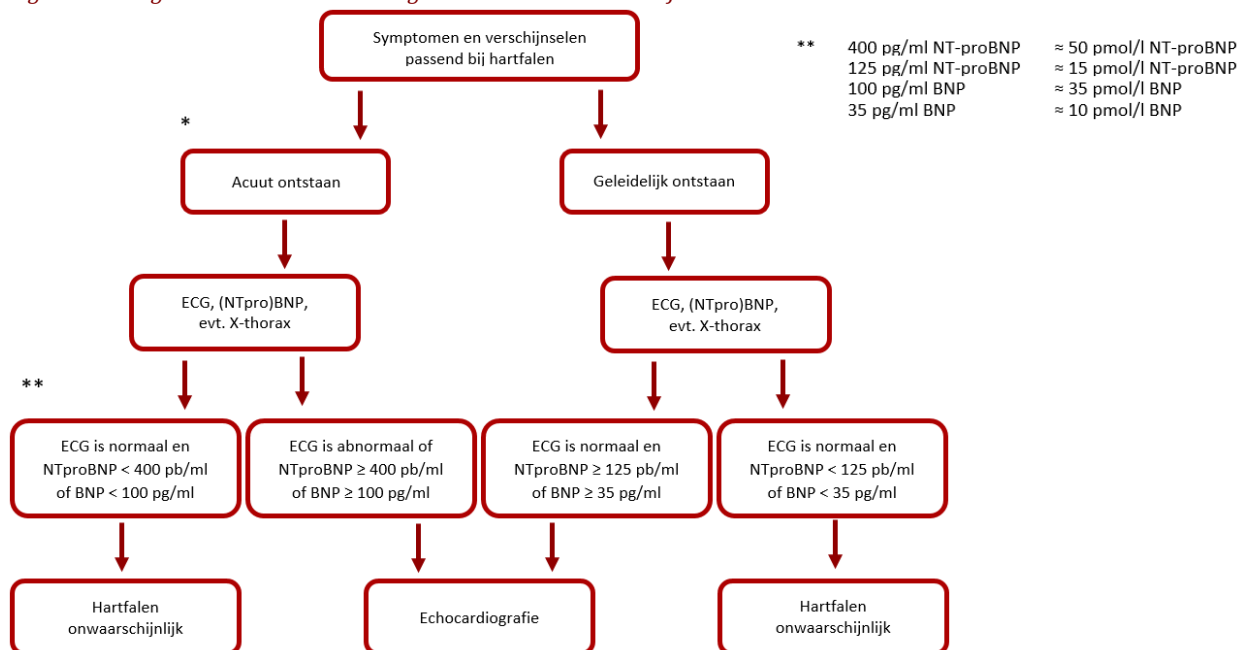 Symptomen en verschijnselen
passend bij hartfalen
** 400 pg/ml NT-proBNP ≈ 50 pmol/l NT-proBNP
125 pg/ml NT-proBNP ≈ 15 pmol/l NT-proBNP
100 pg/ml BNP ≈ 35 pmol/l BNP
35 pg/ml BNP ≈ 10 pmol/l BNP
*
Acuut ontstaan
Geleidelijk ontstaan
ECG, (NTpro)BNP,
evt. X-thorax
ECG, (NTpro)BNP,
evt. X-thorax
**
ECG is normaal en
NTproBNP < 400 pb/ml
of BNP < 100 pg/ml
ECG is abnormaal of
NTproBNP ≥ 400 pb/ml
of BNP ≥ 100 pg/ml
ECG is normaal en
NTproBNP ≥ 125 pb/ml
of BNP ≥ 35 pg/ml
ECG is normaal en
NTproBNP < 125 pb/ml
of BNP < 35 pg/ml
Hartfalen
onwaarschijnlijk
Echocardiografie
Hartfalen
onwaarschijnlijk